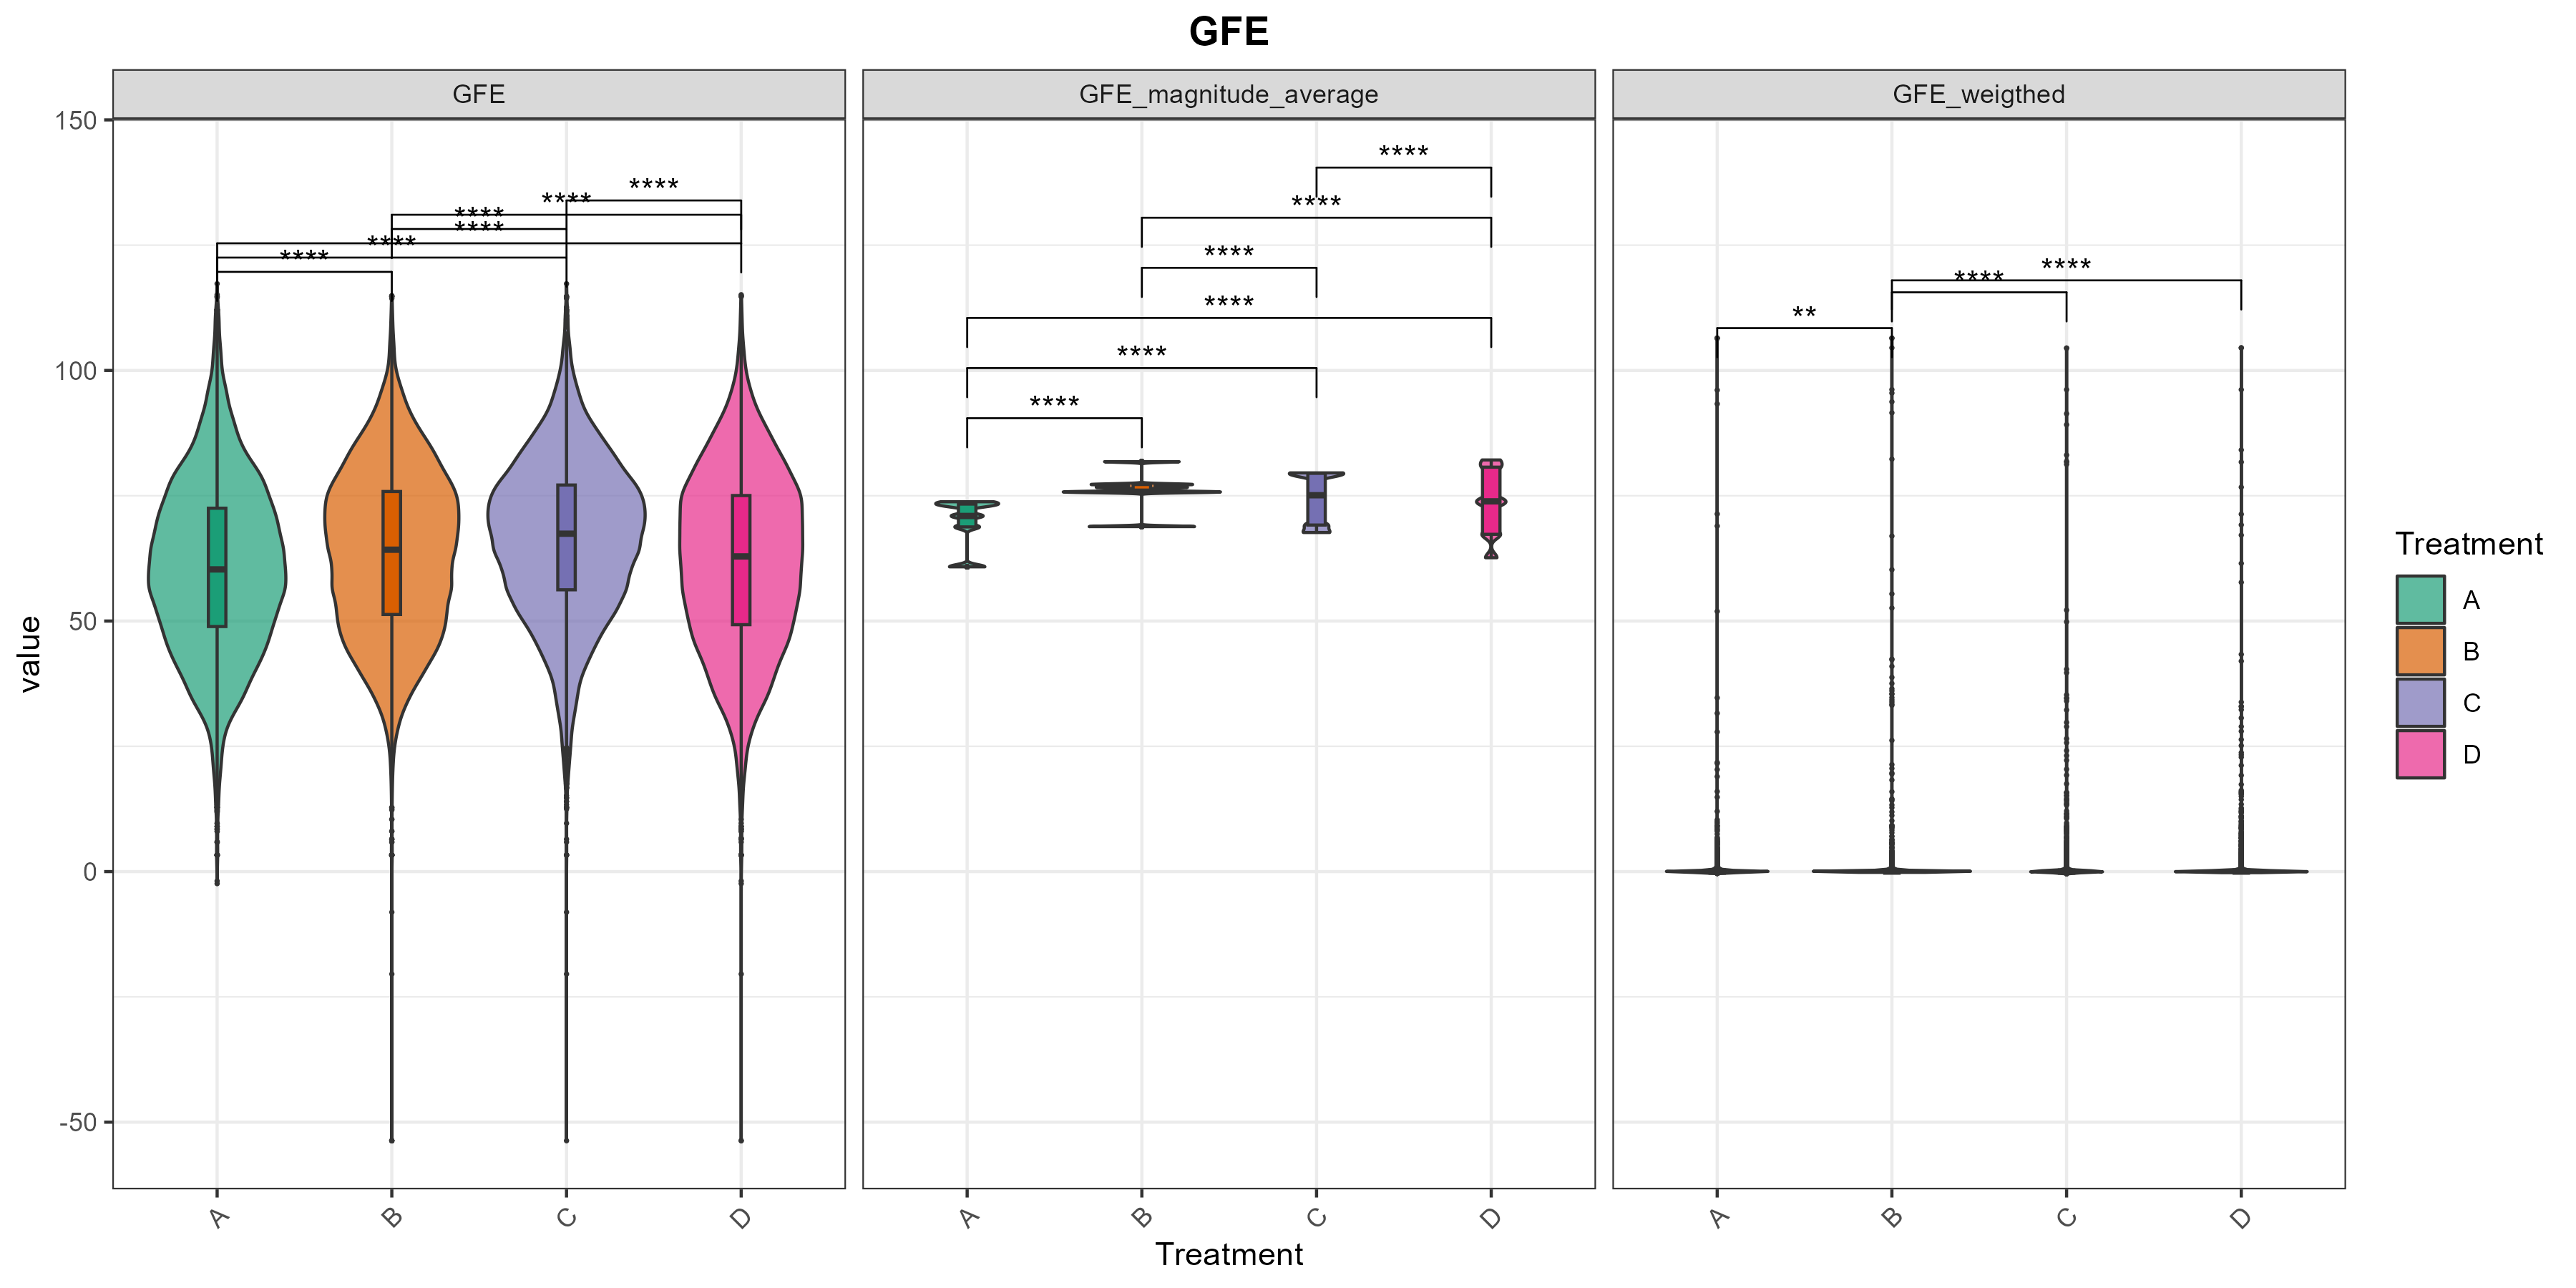 GFE
GFE GFE_magnitude_average GFE_weigthed
150
100
50
0
-50
value
**** **** **** **** **** ****
**** **** **** **** **** ****
** **** ****
A B C D A B C D A B C D
Treatment
Treatment
A
B
C
D